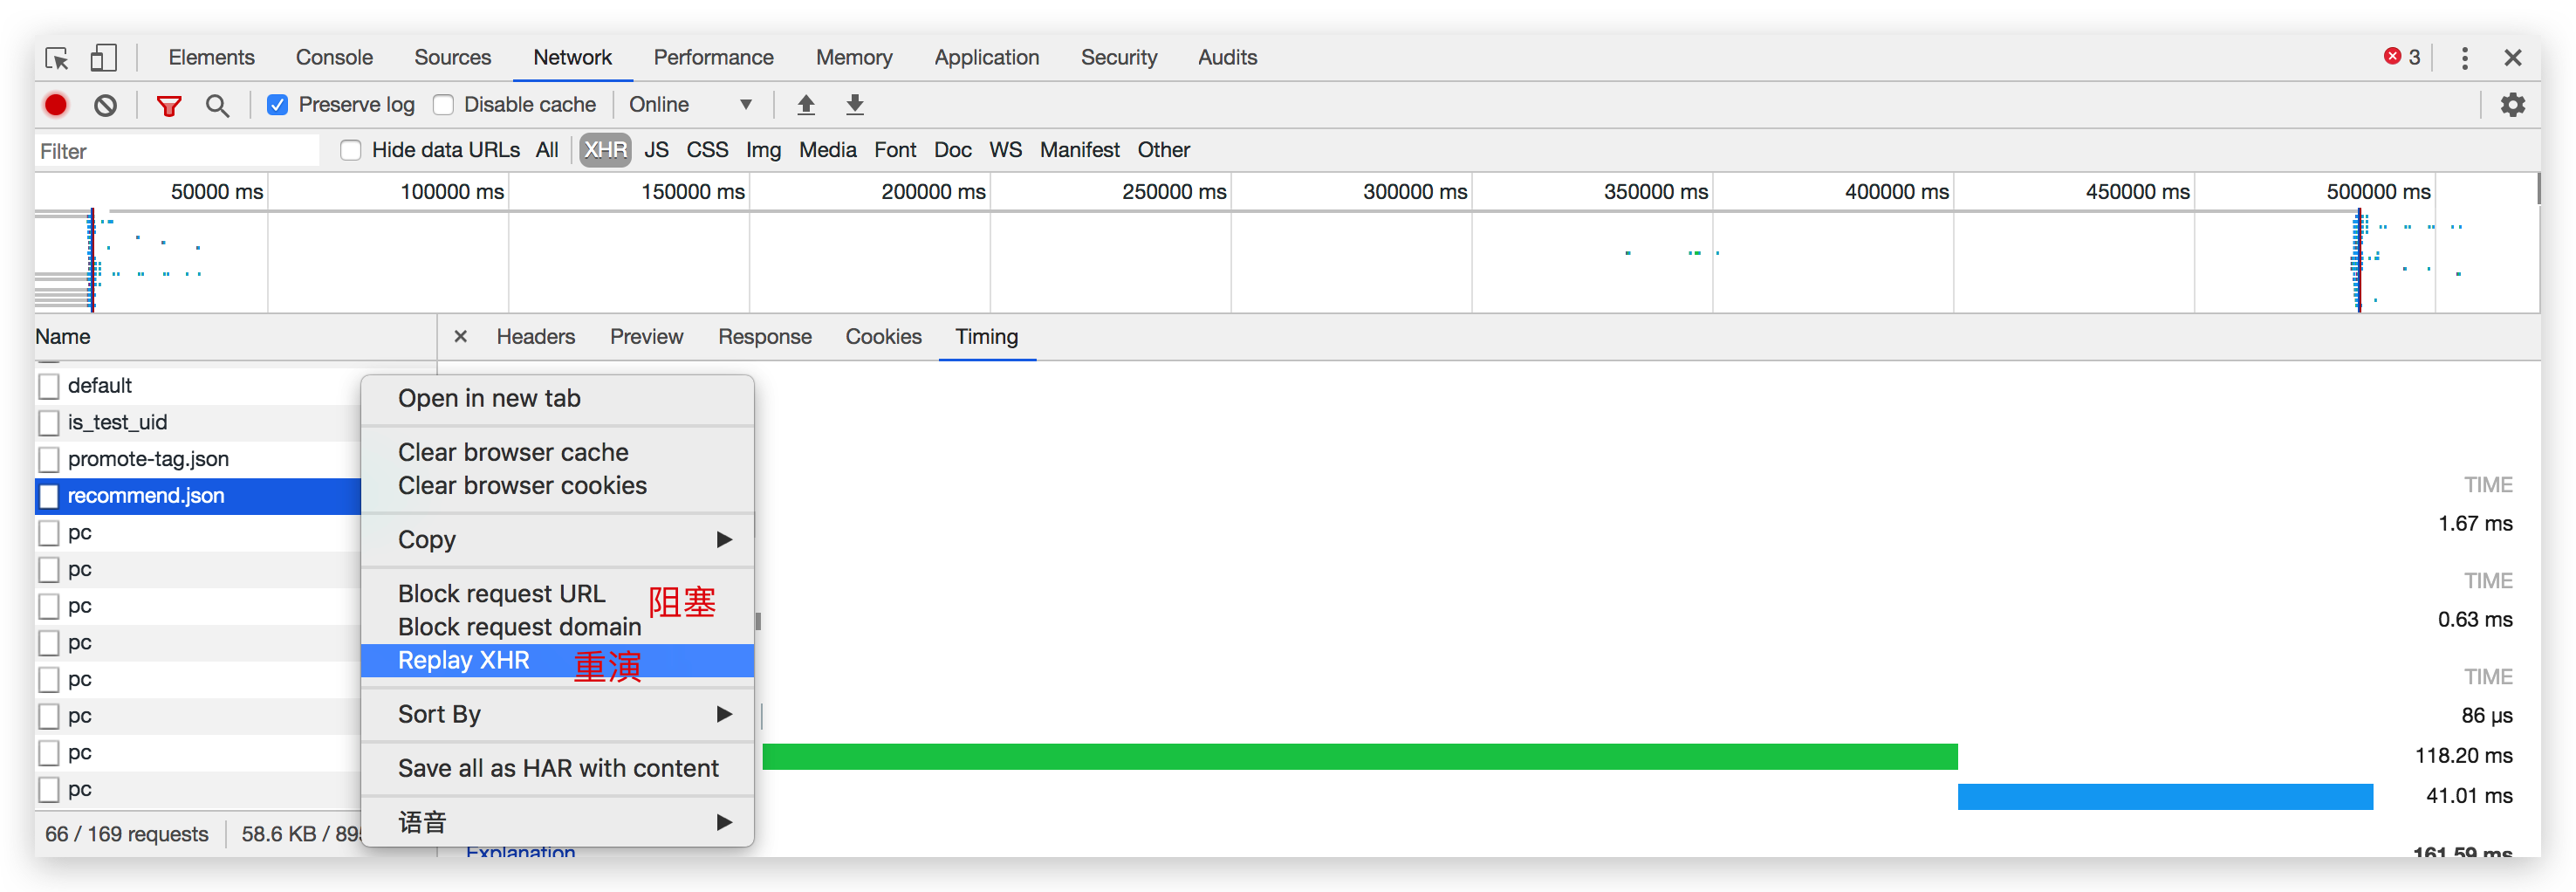 Elements Console Sources Network Performance Memory Application Security Audits 3
Preserve log Disable cache Online
Filter Hide data URLs All XHR JS CSS Img Media Font Doc WS Manifest Other
50000 ms 100000 ms 150000 ms 200000 ms 250000 ms 300000 ms 350000 ms 400000 ms 450000 ms 500000 ms
Name Headers Preview Response Cookies Timing
default
is_test_uid
promote-tag.json
recommend.json
pc
pc
pc
pc
pc
pc
pc
pc
66 / 169 requests 58.6 KB / 89
Open in new tab
Clear browser cache
Clear browser cookies
Copy
Block request URL
阻塞
Block request domain
Replay XHR 重演
Sort By
Save all as HAR with content
语音
TIME
1.67 ms
TIME
0.63 ms
TIME
86 µs
118.20 ms
41.01 ms
Explanation 161.59 ms